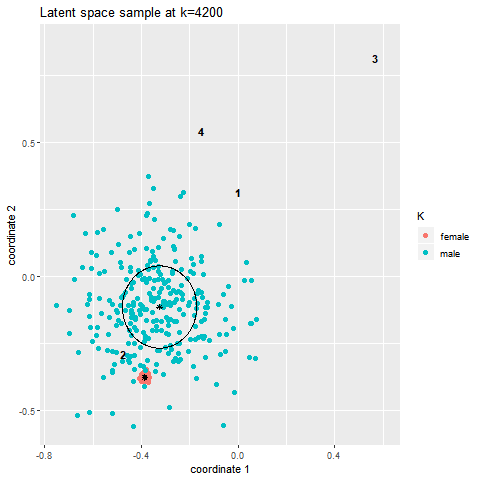 Latent space sample at k=4200
3
4
1
2
0.5
0.0
-0.5
-0.8
-0.4
0.0
0.4
coordinate 1
coordinate 2
K
female
male